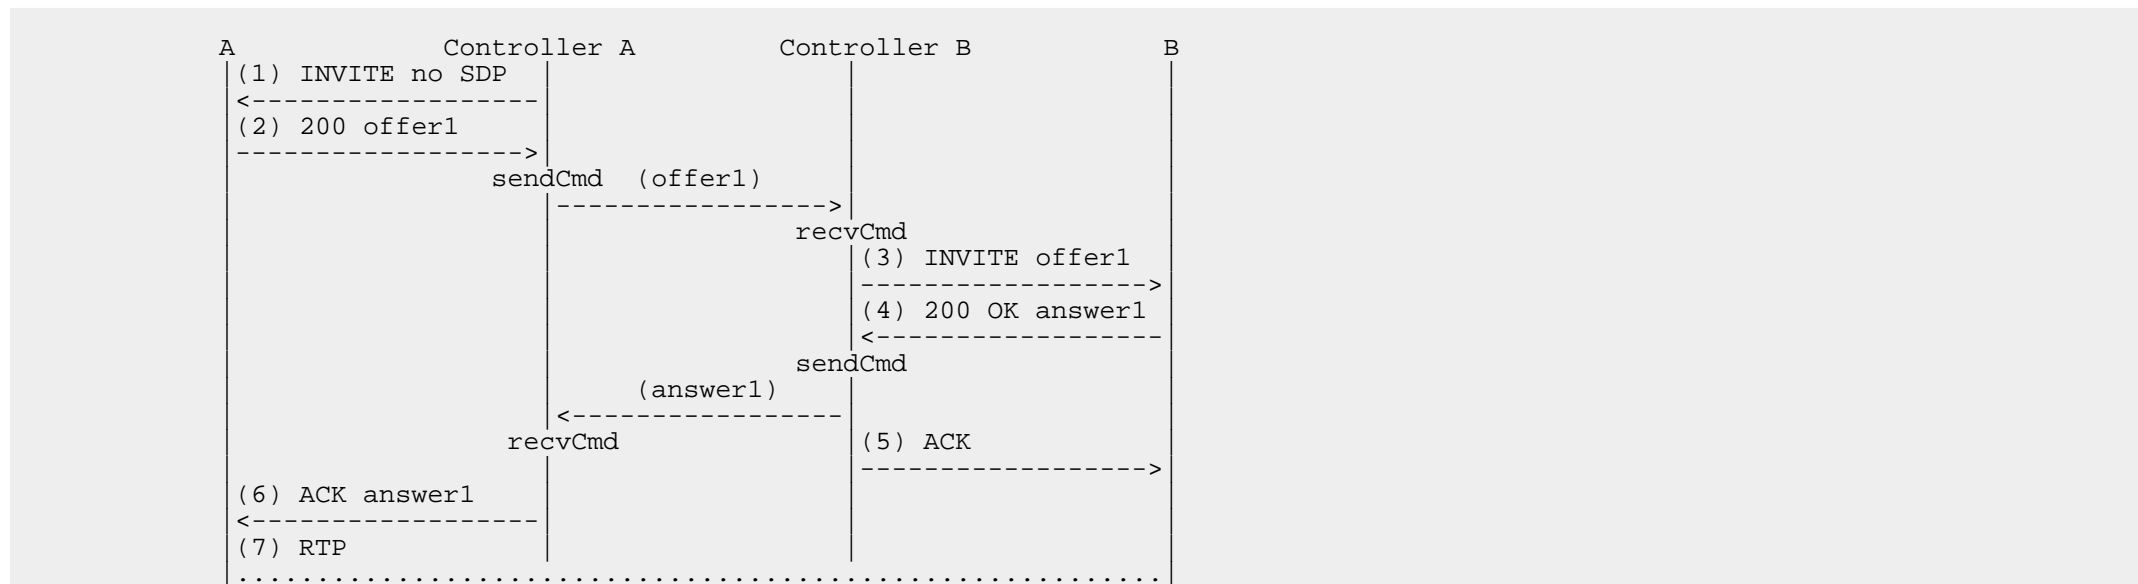 A Controller A Controller B B
(1) INVITE no SDP
<------------------
(2) 200 offer1
------------------>
sendCmd (offer1)
----------------->
recvCmd
(3) INVITE offer1
------------------>
(4) 200 OK answer1
<------------------
sendCmd
(answer1)
<-----------------
recvCmd (5) ACK
------------------>
(6) ACK answer1
<------------------
(7) RTP
..........................................................